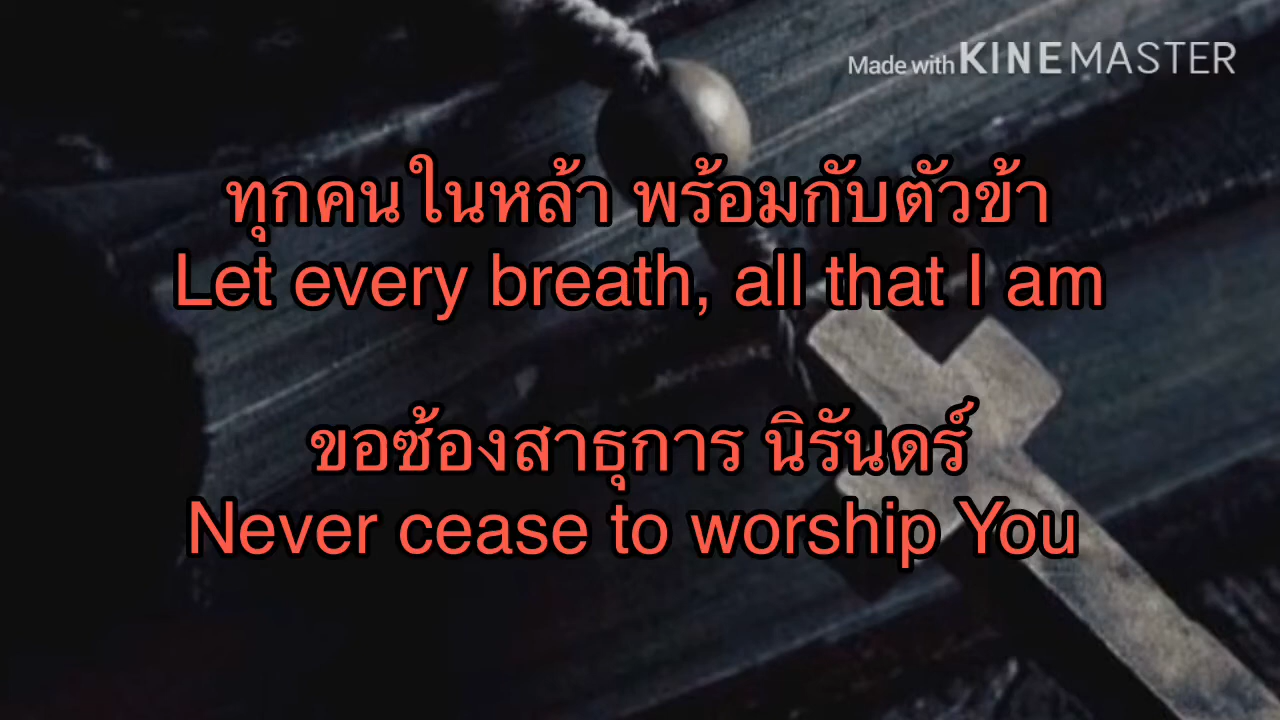 Made with KINEMASTER
ทุกคนในหล้า พร้อมกับตัวข้า
Let every breath, all that I am
ขอซ้องสาธุการ นิรันดร์
Never cease to worship You